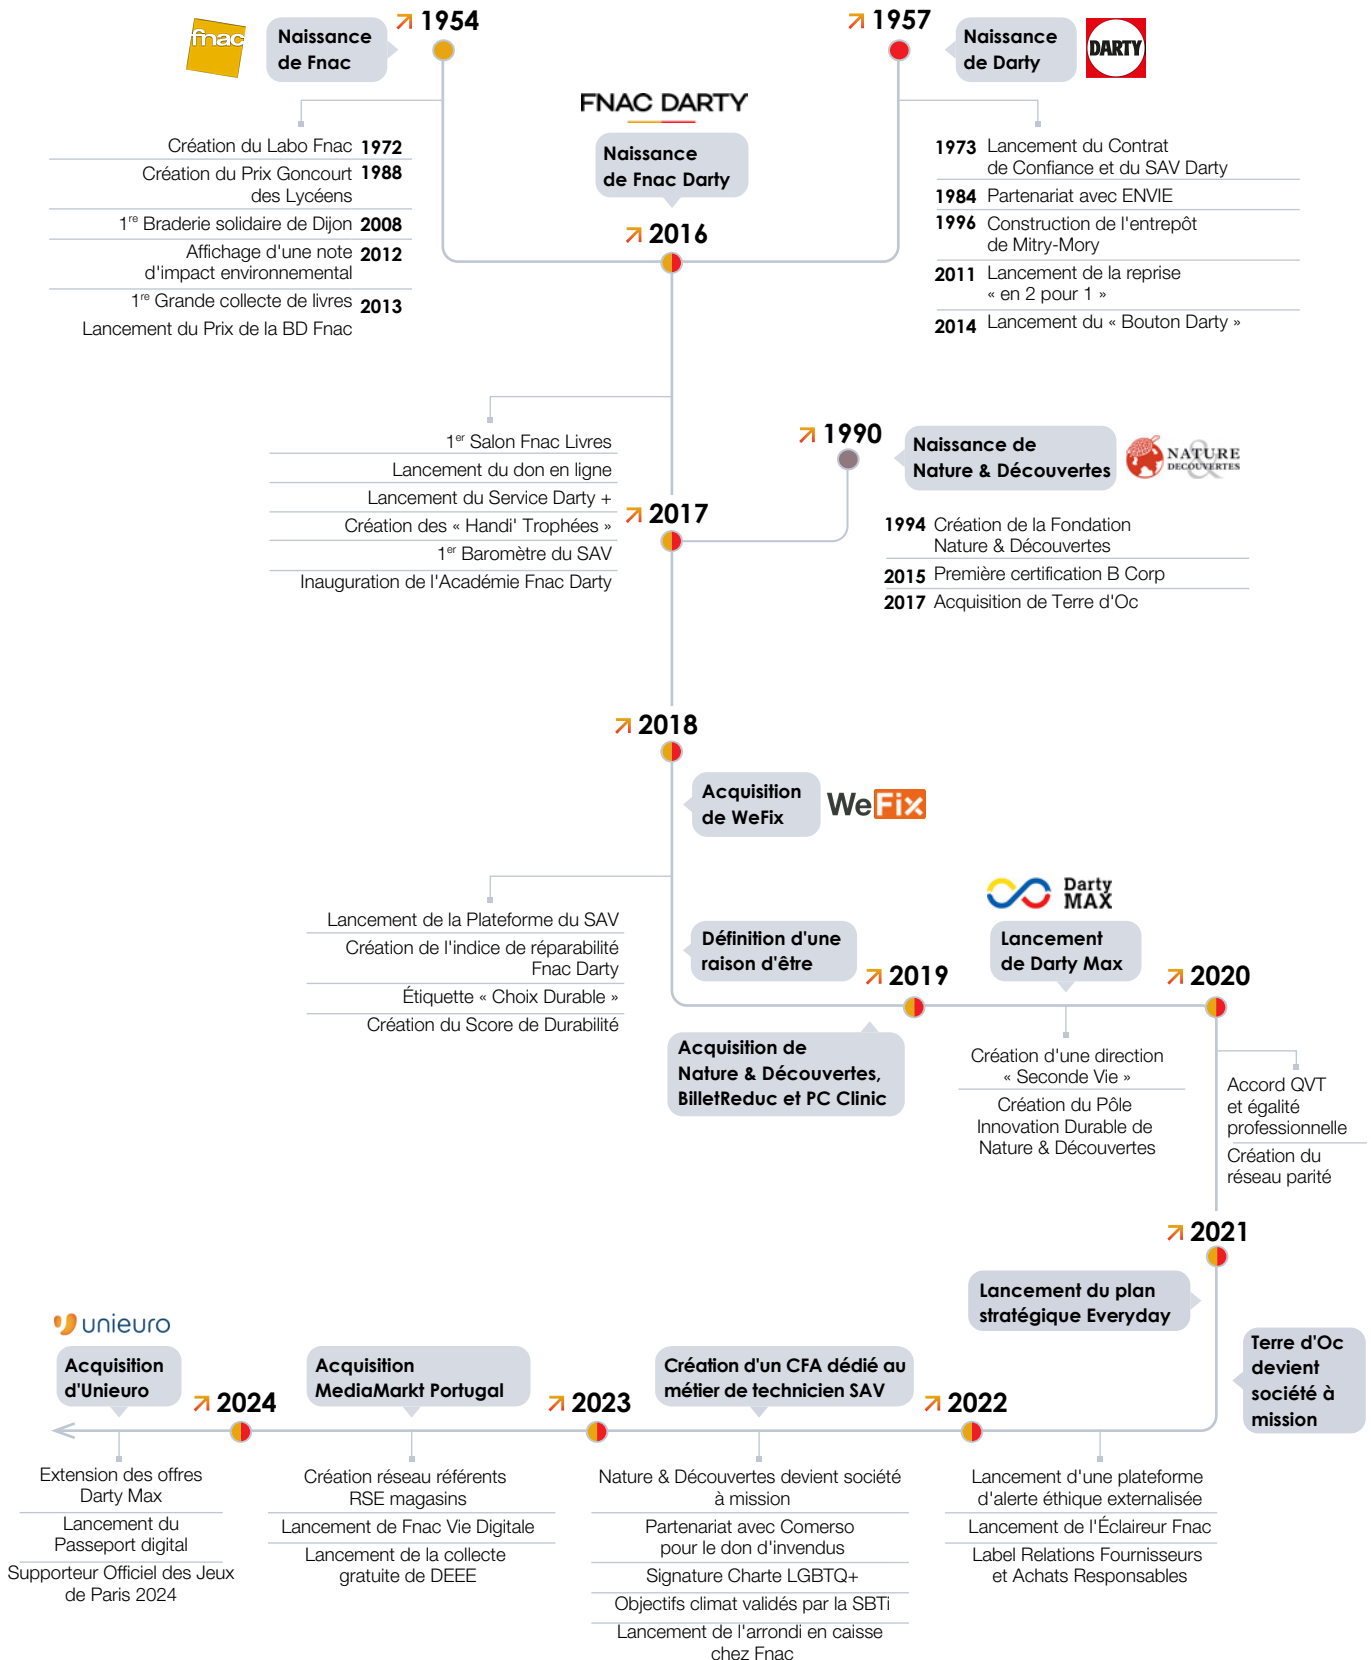 fnac
Naissance
de Fnac
1954
1957
Naissance
de Darty
DARTY
FNAC DARTY
Naissance
de Fnac Darty
2016
Création du Labo Fnac 1972
Création du Prix Goncourt 1988
des Lycéens
1re Braderie solidaire de Dijon 2008
Affichage d'une note 2012
d'impact environnemental
1re Grande collecte de livres 2013
Lancement du Prix de la BD Fnac
1973 Lancement du Contrat
de Confiance et du SAV Darty
1984 Partenariat avec ENVIE
1996 Construction de l'entrepôt
de Mitry-Mory
2011 Lancement de la reprise
« en 2 pour 1 »
2014 Lancement du « Bouton Darty »
1er Salon Fnac Livres
Lancement du don en ligne
Lancement du Service Darty +
Création des « Handi' Trophées »
1er Baromètre du SAV
Inauguration de l'Académie Fnac Darty
2017
1990
Naissance de
Nature & Découvertes
NATURE
&
DECOUVERTES
1994 Création de la Fondation
Nature & Découvertes
2015 Première certification B Corp
2017 Acquisition de Terre d'Oc
2018
Acquisition
de WeFix
WeFix
Lancement de la Plateforme du SAV
Création de l'indice de réparabilité
Fnac Darty
Étiquette « Choix Durable »
Création du Score de Durabilité
Définition d'une
raison d'être
2019
Darty
MAX
Lancement
de Darty Max
2020
Acquisition de
Nature & Découvertes,
BilletReduc et PC Clinic
Création d'une direction
« Seconde Vie »
Création du Pôle
Innovation Durable de
Nature & Découvertes
Accord QVT
et égalité
professionnelle
Création du
réseau parité
2021
Lancement du plan
stratégique Everyday
Terre d'Oc
devient
société à
mission
unieuro
Acquisition
d'Unieuro
2024
Acquisition
MediaMarkt Portugal
2023
Création d'un CFA dédié au
métier de technicien SAV
2022
Extension des offres
Darty Max
Lancement du
Passeport digital
Supporteur Officiel des Jeux
de Paris 2024
Création réseau référents
RSE magasins
Lancement de Fnac Vie Digitale
Lancement de la collecte
gratuite de DEEE
Nature & Découvertes devient société
à mission
Partenariat avec Comerso
pour le don d'invendus
Signature Charte LGBTQ+
Objectifs climat validés par la SBTi
Lancement de l'arrondi en caisse
chez Fnac
Lancement d'une plateforme
d'alerte éthique externalisée
Lancement de l'Éclaireur Fnac
Label Relations Fournisseurs
et Achats Responsables